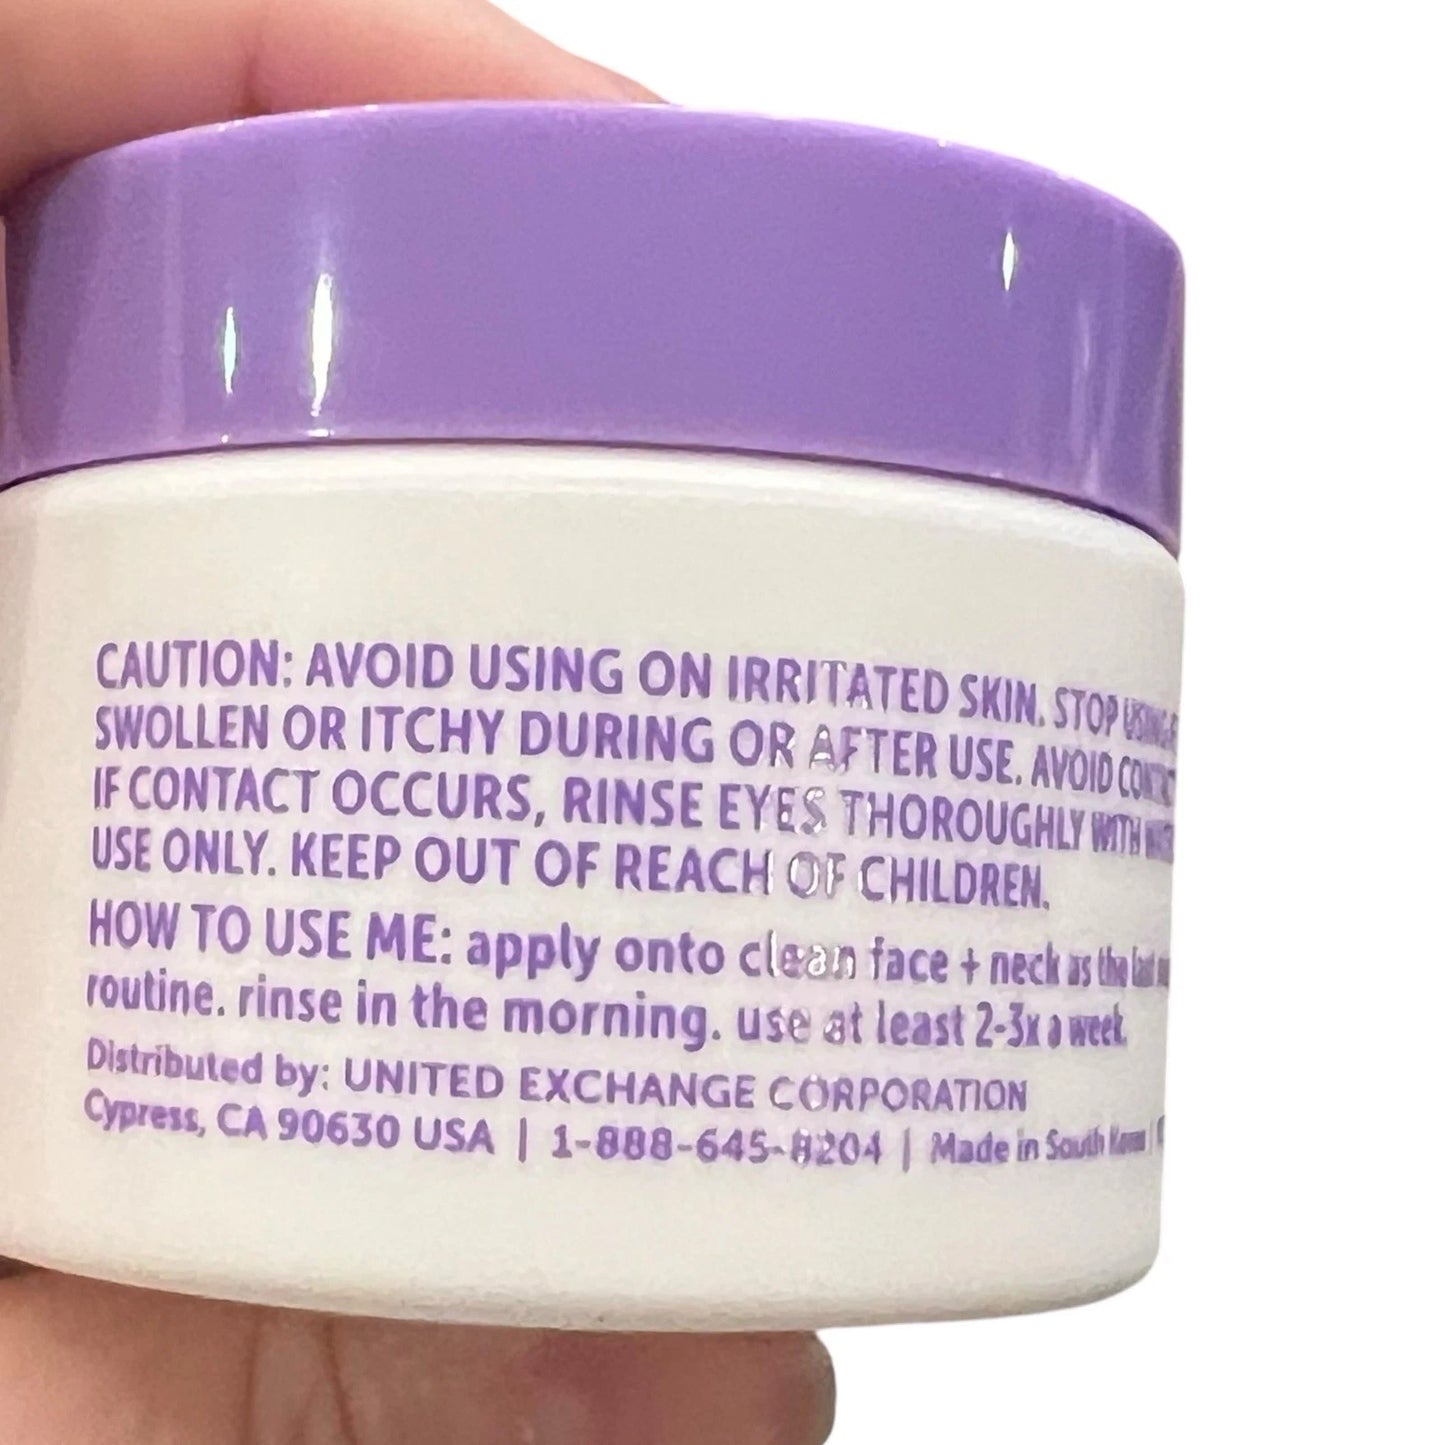 CAUTION: AVOID USING ON IRRITATED SKIN. STOP USING
SWOLLEN OR ITCHY DURING OR AFTER USE. AVOID CONTACT
IF CONTACT OCCURS, RINSE EYES THOROUGHLY WITH WATER
USE ONLY. KEEP OUT OF REACH OF CHILDREN.
HOW TO USE ME: apply onto clean face + neck as the last
routine. rinse in the morning. use at least 2-3x a week.
Distributed by: UNITED EXCHANGE CORPORATION
Cypress, CA 90630 USA | 1-888-645-8204 | Made in South Korea |